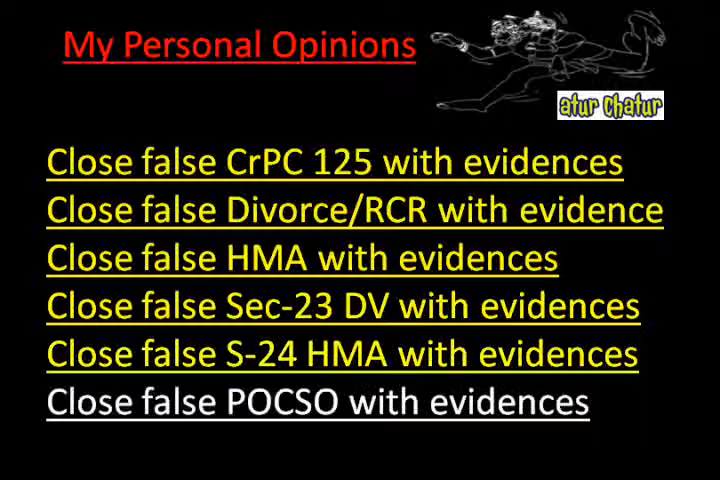 My Personal Opinions
atur Chatur
Close false CrPC 125 with evidences
Close false Divorce/RCR with evidence
Close false HMA with evidences
Close false Sec-23 DV with evidences
Close false S-24 HMA with evidences
Close false POCSO with evidences